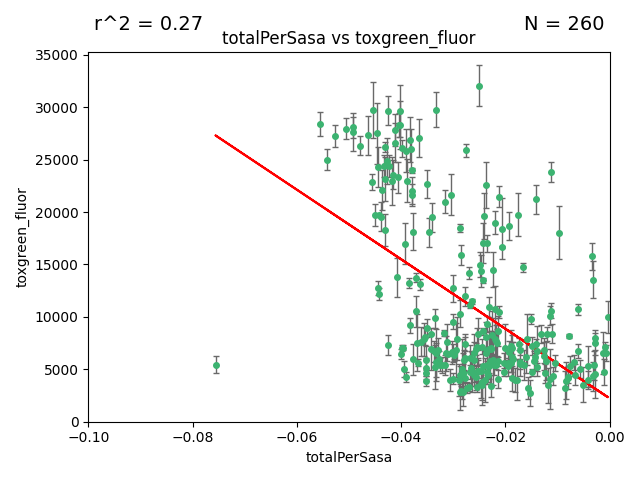 r^2 = 0.27
N = 260
totalPerSasa vs toxgreen_fluor
35000
30000
25000
20000
15000
10000
5000
0
toxgreen_fluor
−0.10
−0.08
−0.06
−0.04
−0.02
0.00
totalPerSasa